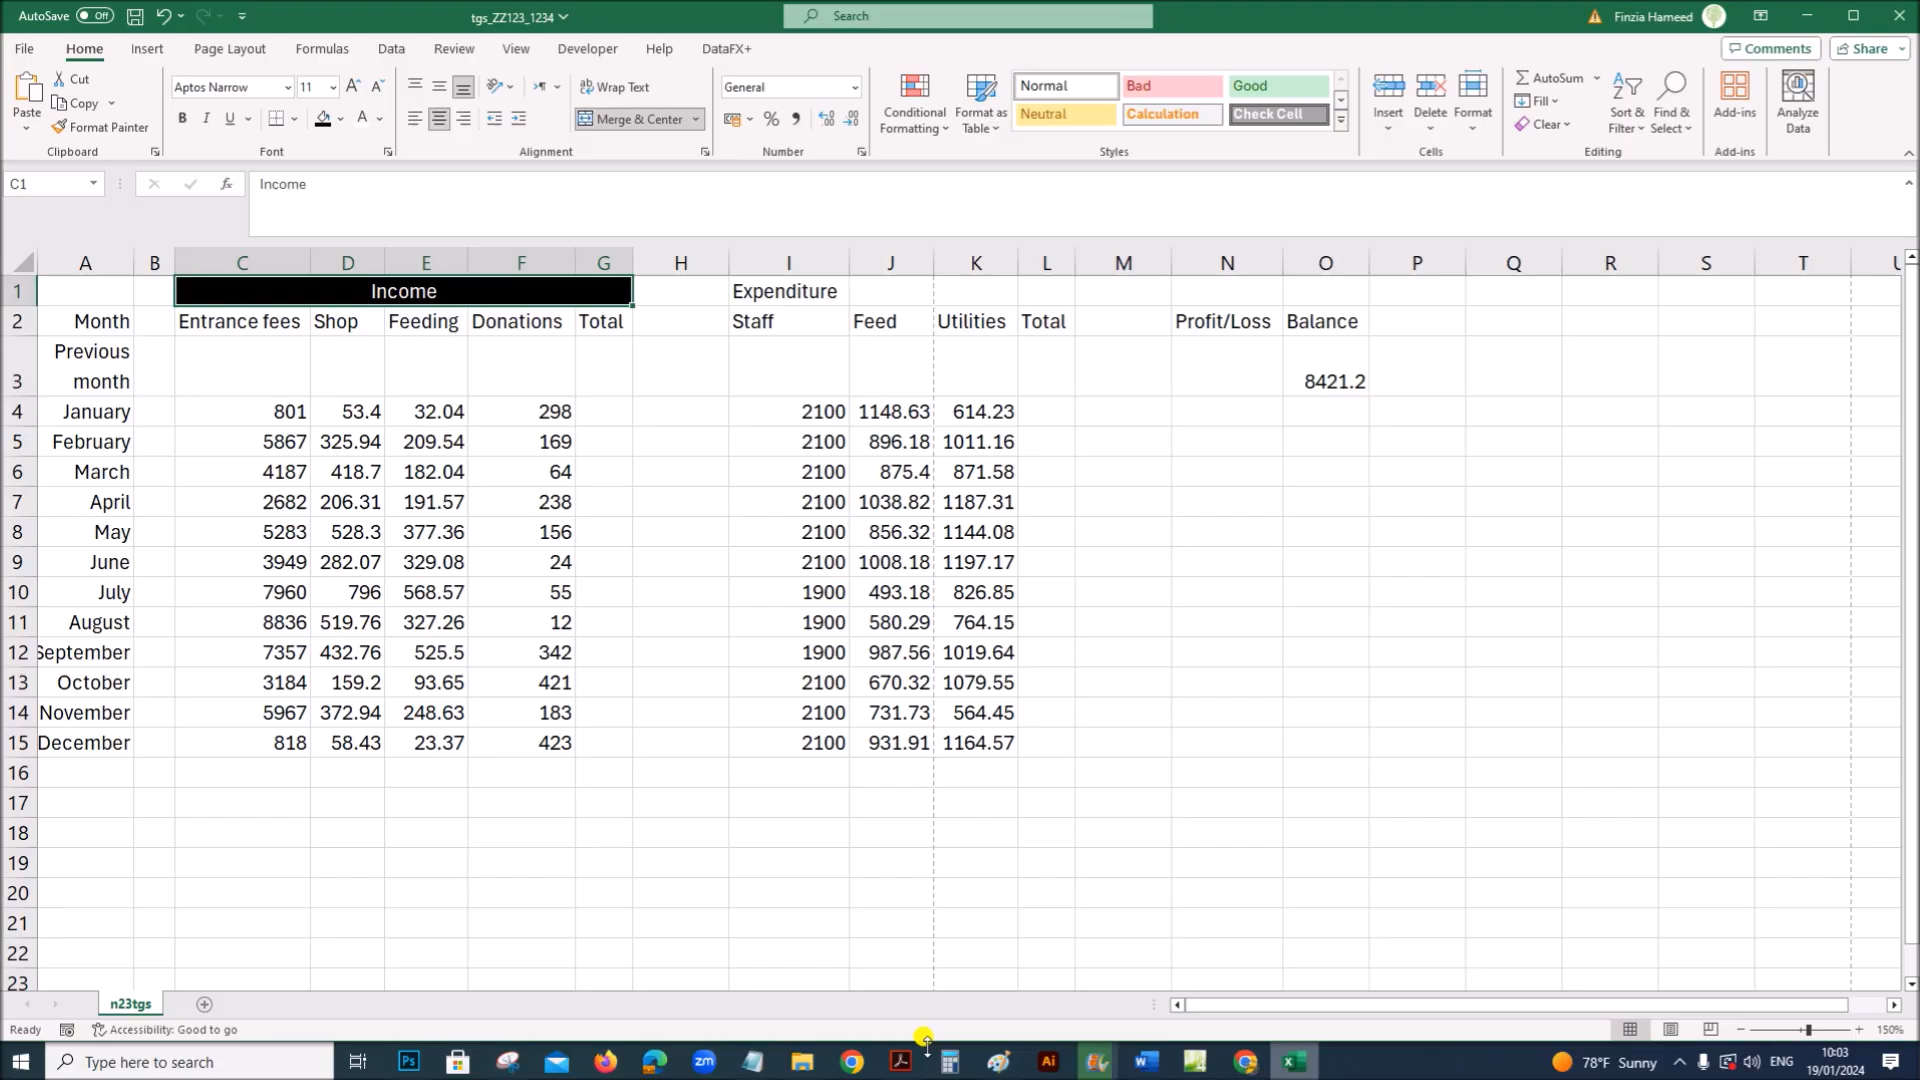 AutoSave Off tgs_ZZ123_1234 Search Finzia Hameed
File Home Insert Page Layout Formulas Data Review View Developer Help DataFX+ Comments Share
Paste Cut Copy Format Painter Clipboard
Aptos Narrow 11 B I U A Font
Wrap Text Merge & Center Alignment
General % Number
Conditional Formatting Format as Table Normal Bad Good Neutral Calculation Check Cell Styles
Insert Delete Format Cells
AutoSum Fill Clear Sort & Filter Find & Select Editing
Add-ins Add-ins Analyze Data
C1 fx Income
A B C D E F G H I J K L M N O P Q R S T
1 Income Expenditure
2 Month Entrance fees Shop Feeding Donations Total Staff Feed Utilities Total Profit/Loss Balance
3 Previous month 8421.2
4 January 801 53.4 32.04 298 2100 1148.63 614.23
5 February 5867 325.94 209.54 169 2100 896.18 1011.16
6 March 4187 418.7 182.04 64 2100 875.4 871.58
7 April 2682 206.31 191.57 238 2100 1038.82 1187.31
8 May 5283 528.3 377.36 156 2100 856.32 1144.08
9 June 3949 282.07 329.08 24 2100 1008.18 1197.17
10 July 7960 796 568.57 55 1900 493.18 826.85
11 August 8836 519.76 327.26 12 1900 580.29 764.15
12 September 7357 432.76 525.5 342 1900 987.56 1019.64
13 October 3184 159.2 93.65 421 2100 670.32 1079.55
14 November 5967 372.94 248.63 183 2100 731.73 564.45
15 December 818 58.43 23.37 423 2100 931.91 1164.57
16
17
18
19
20
21
22
23
n23tgs
Ready Accessibility: Good to go 150%
Type here to search Ps zm Ai 78°F Sunny ENG 10:03
19/01/2024